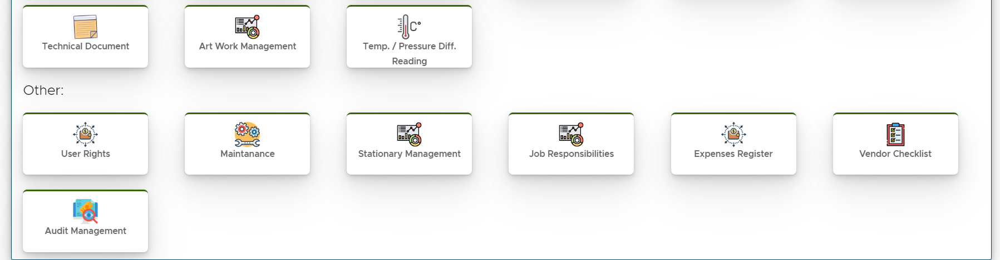 Technical Document
Art Work Management
Temp. / Pressure Diff.
Reading
C°
Other:
User Rights
Maintanance
Stationary Management
Job Responsibilities
Expenses Register
Vendor Checklist
Audit Management